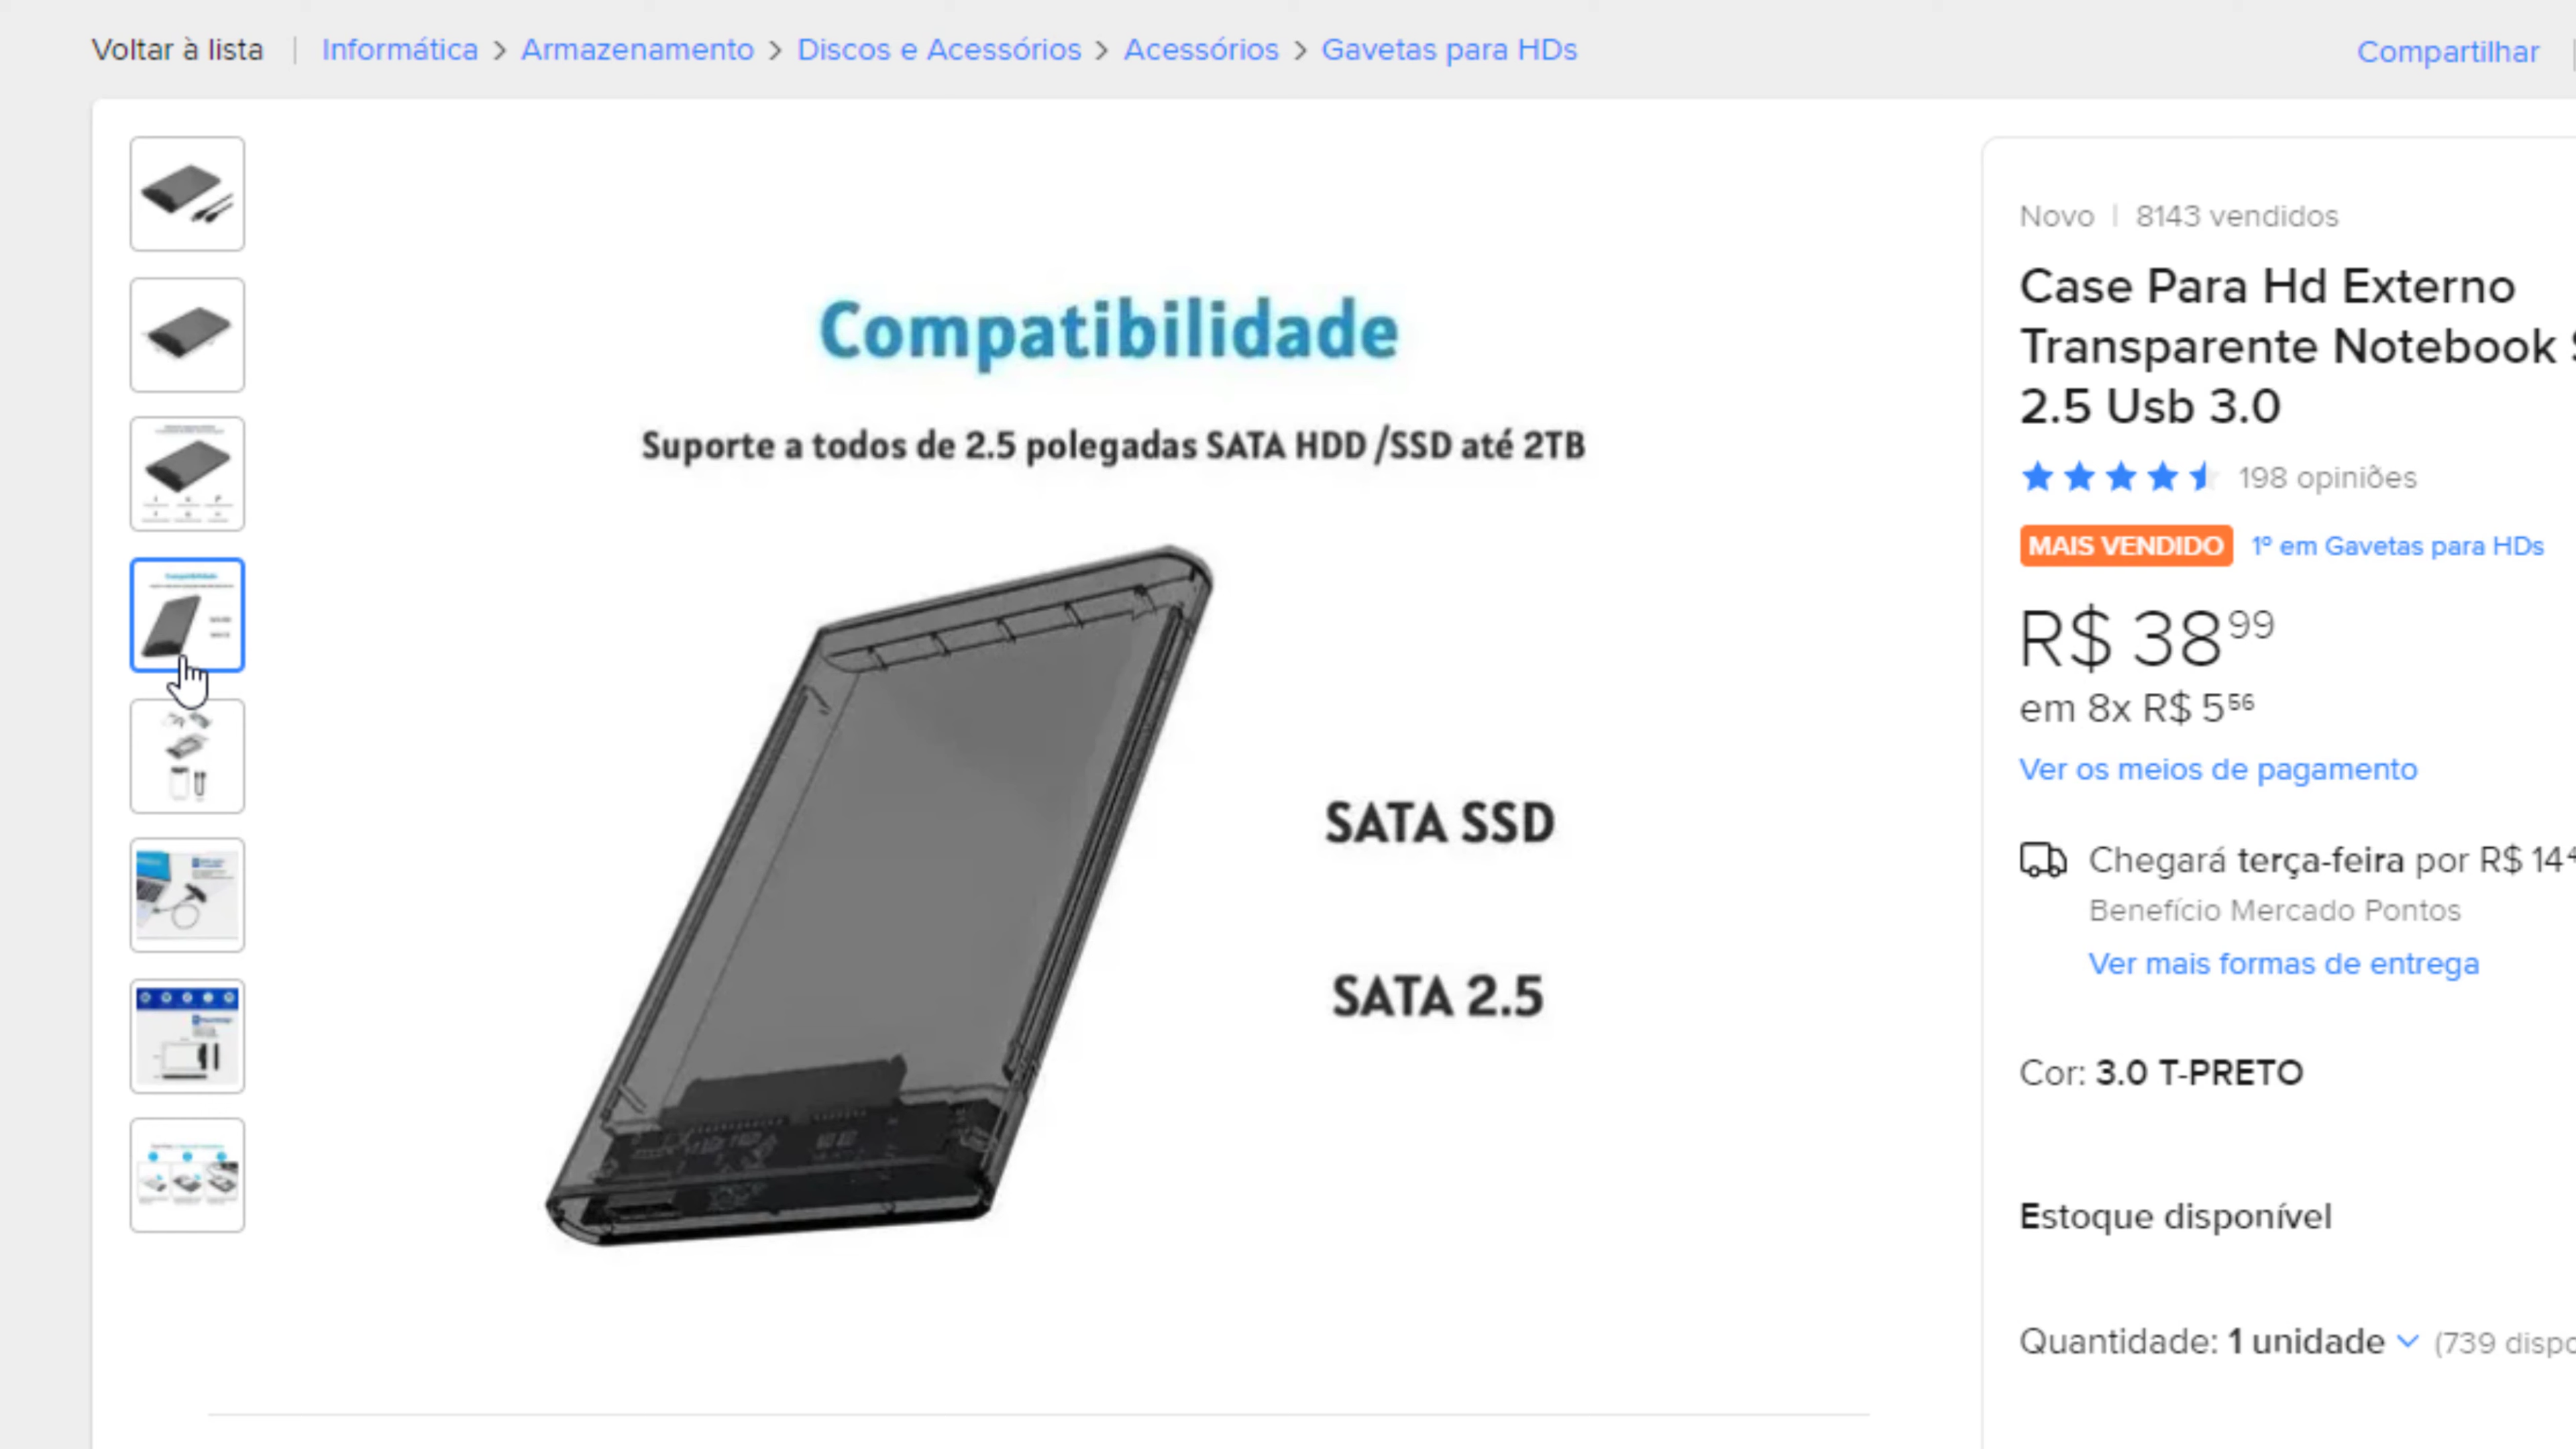 Voltar à lista | Informática > Armazenamento > Discos e Acessórios > Acessórios > Gavetas para HDs
Compartilhar
Compatibilidade
Suporte a todos de 2.5 polegadas SATA HDD /SSD até 2TB
SATA SSD
SATA 2.5
Novo | 8143 vendidos
Case Para Hd Externo
Transparente Notebook
2.5 Usb 3.0
198 opiniões
MAIS VENDIDO 1º em Gavetas para HDs
R$ 38 99
em 8x R$ 5 56
Ver os meios de pagamento
Chegará terça-feira por R$ 14
Benefício Mercado Pontos
Ver mais formas de entrega
Cor: 3.0 T-PRETO
Estoque disponível
Quantidade: 1 unidade (739